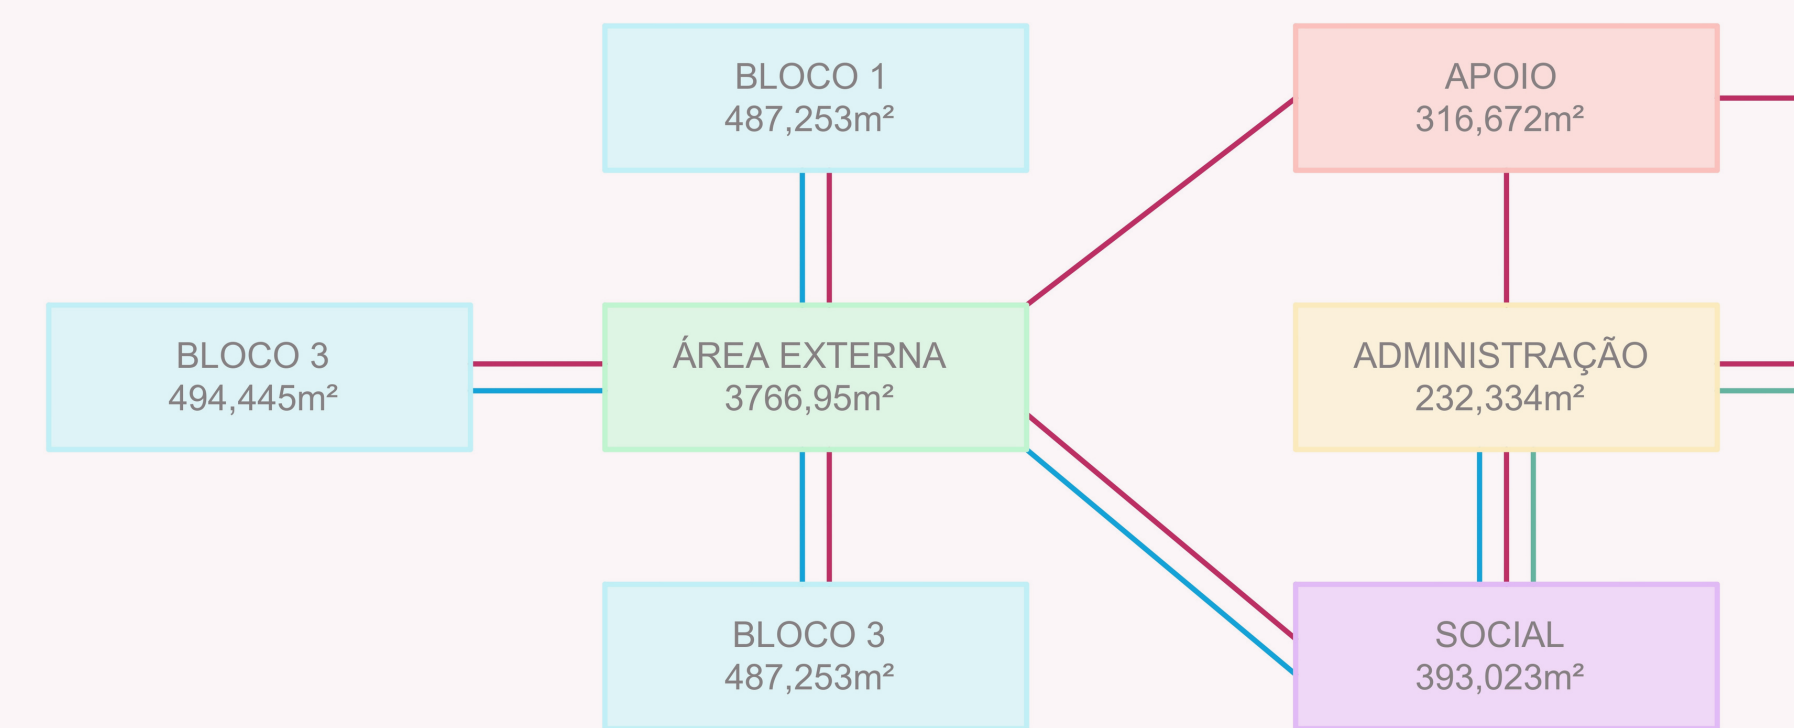 BLOCO 1
487,253m²
APOIO
316,672m²
BLOCO 3
494,445m²
ÁREA EXTERNA
3766,95m²
ADMINISTRAÇÃO
232,334m²
BLOCO 3
487,253m²
SOCIAL
393,023m²